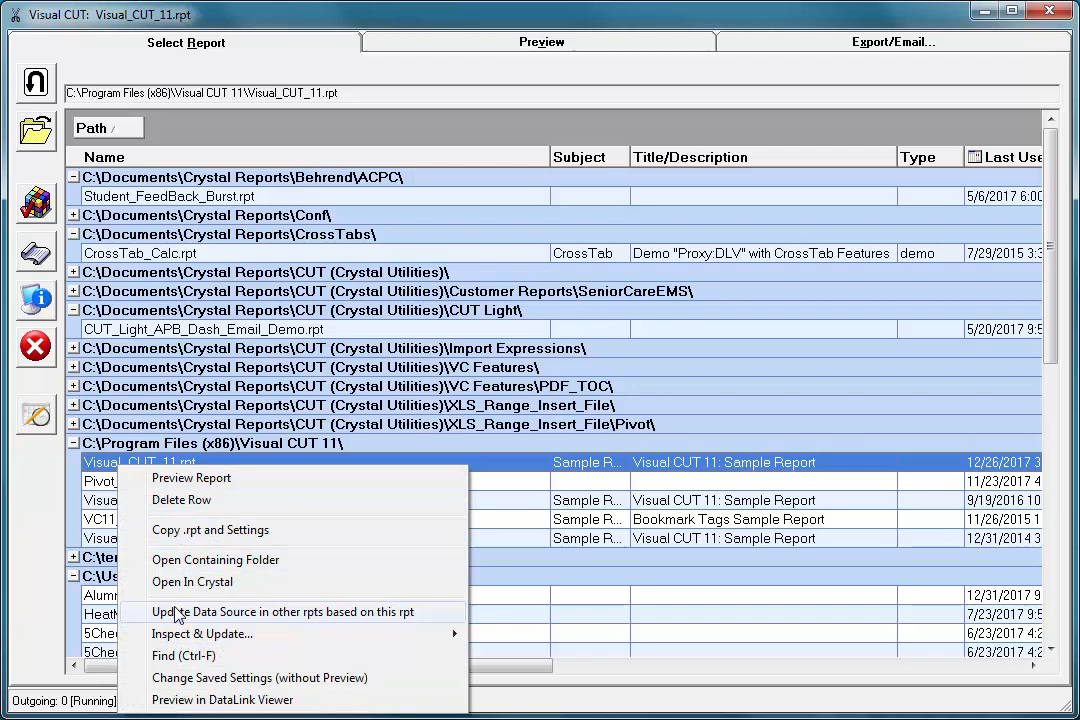 Visual CUT: Visual_CUT_11.rpt
Select Report Preview Export/Email...
C:\Program Files (x86)\Visual CUT 11\Visual_CUT_11.rpt
Path
Name Subject Title/Description Type Last Use
C:\Documents\Crystal Reports\Behrend\ACPC\
Student_FeedBack_Burst.rpt 5/6/2017 6:00
C:\Documents\Crystal Reports\Conf\
C:\Documents\Crystal Reports\CrossTabs\
CrossTab_Calc.rpt CrossTab Demo "Proxy:DLV" with CrossTab Features demo 7/29/2015 3:3
C:\Documents\Crystal Reports\CUT (Crystal Utilities)\
C:\Documents\Crystal Reports\CUT (Crystal Utilities)\Customer Reports\SeniorCareEMS\
C:\Documents\Crystal Reports\CUT (Crystal Utilities)\CUT Light\
CUT_Light_APB_Dash_Email_Demo.rpt 5/20/2017 9:5
C:\Documents\Crystal Reports\CUT (Crystal Utilities)\Import Expressions\
C:\Documents\Crystal Reports\CUT (Crystal Utilities)\VC Features\
C:\Documents\Crystal Reports\CUT (Crystal Utilities)\VC Features\PDF_TOC\
C:\Documents\Crystal Reports\CUT (Crystal Utilities)\XLS_Range_Insert_File\
C:\Documents\Crystal Reports\CUT (Crystal Utilities)\XLS_Range_Insert_File\Pivot\
C:\Program Files (x86)\Visual CUT 11\
Visual_CUT_11.rpt Sample R... Visual CUT 11: Sample Report 12/26/2017 3
Pivot_ 11/23/2017 4
Visua Sample R... Visual CUT 11: Sample Report 9/19/2016 10
VC11_ Sample R... Bookmark Tags Sample Report 11/26/2015 1
Visua Sample R... Visual CUT 11: Sample Report 12/31/2014 3
C:\ter
C:\Us
Alumr 12/31/2017 9
HeatM 7/23/2017 9:5
5Chec 6/23/2017 4:2
5Chec 6/23/2017 4:2
Preview Report
Delete Row
Copy .rpt and Settings
Open Containing Folder
Open In Crystal
Update Data Source in other rpts based on this rpt
Inspect & Update...
Find (Ctrl-F)
Change Saved Settings (without Preview)
Preview in DataLink Viewer
Outgoing: 0 [Running]